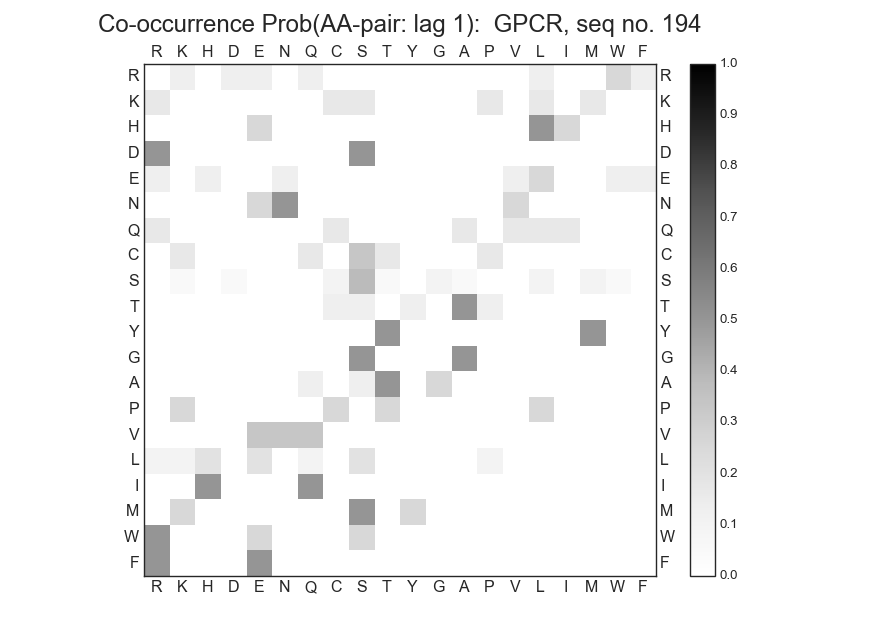 Co-occurrence Prob(AA-pair: lag 1):  GPCR, seq no. 194
R K H D E N Q C S T Y G A P V L I M W F
1.0
R R
0.9
K K
H H
0.8
D D
0.7
E E
N N
0.6
Q Q
C C
S S
0.5
T T
Y Y
0.4
G G
A A
0.3
P P
V V
0.2
L L
I I
0.1
M M
W W
F F
0.0
R K H D E N Q C S T Y G A P V L I M W F